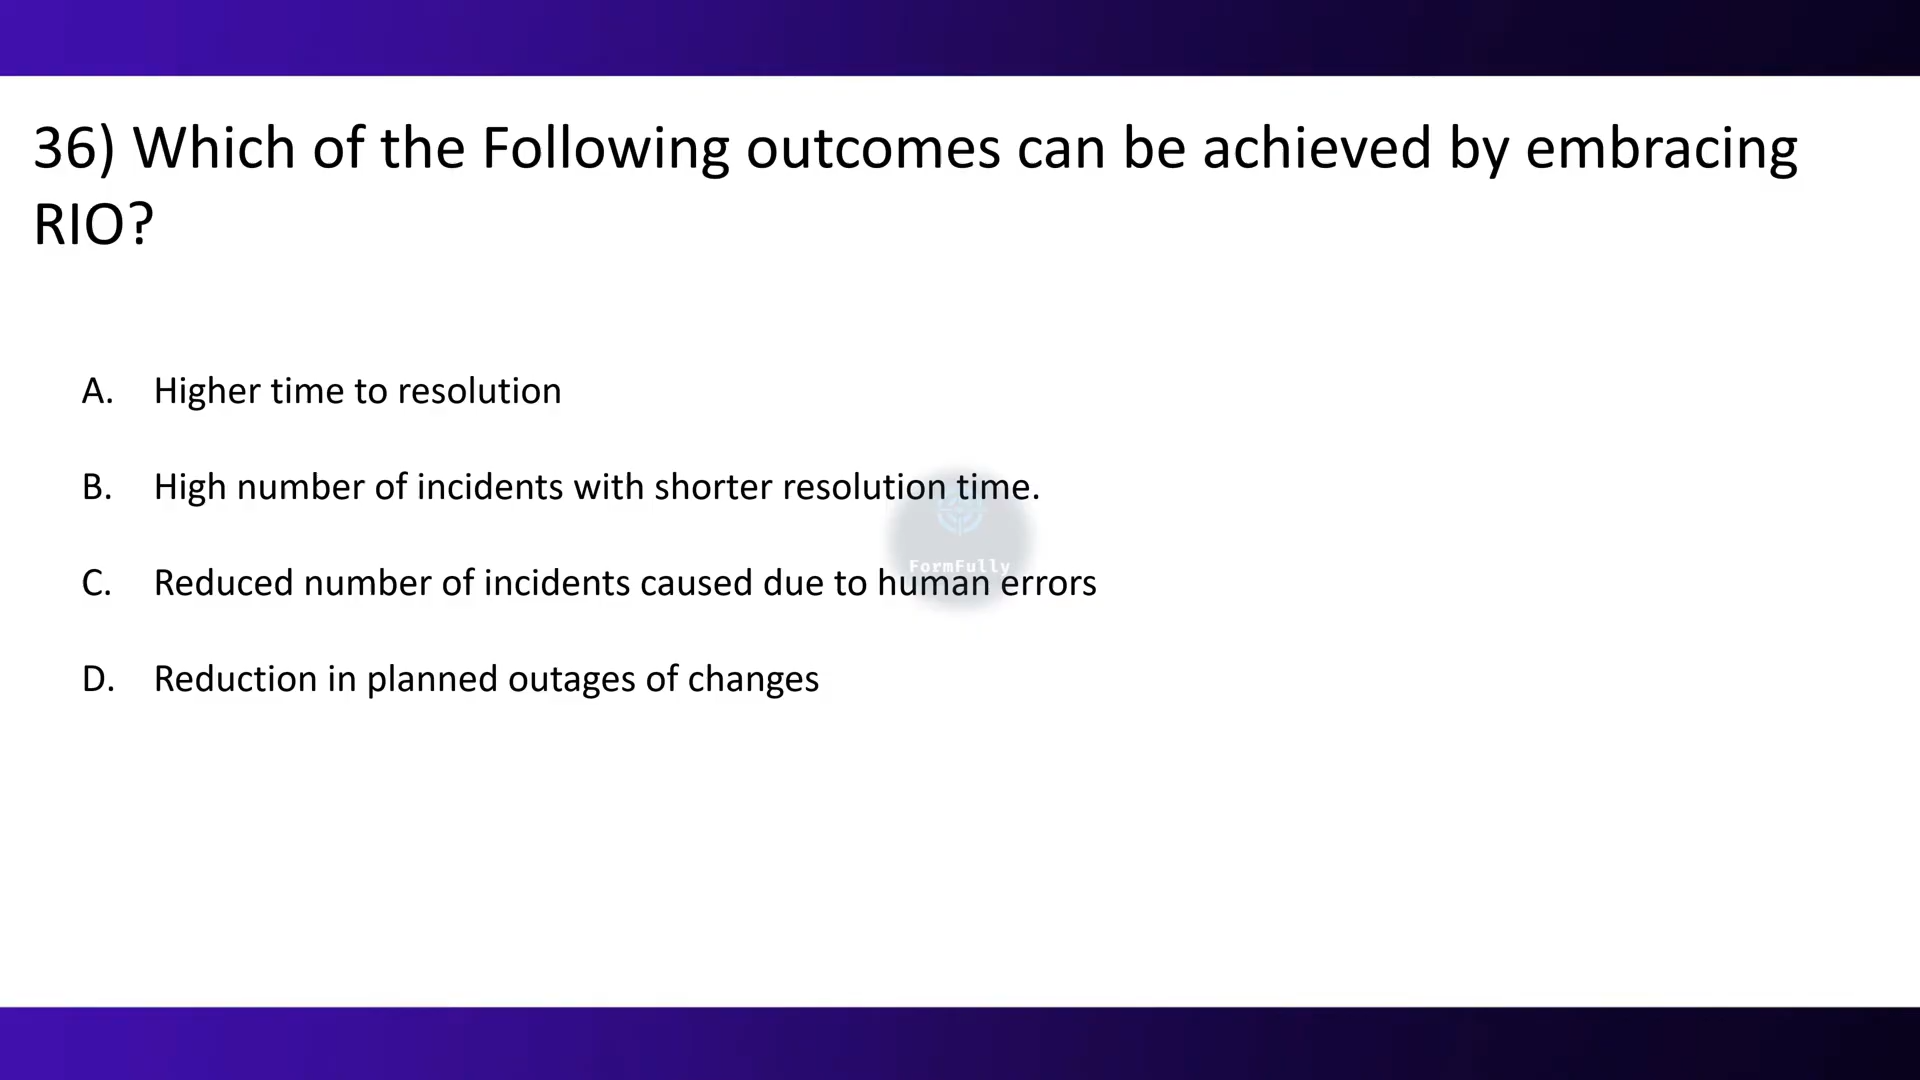 36) Which of the Following outcomes can be achieved by embracing
RIO?
A. Higher time to resolution
B. High number of incidents with shorter resolution time.
FormFully
C. Reduced number of incidents caused due to human errors
D. Reduction in planned outages of changes